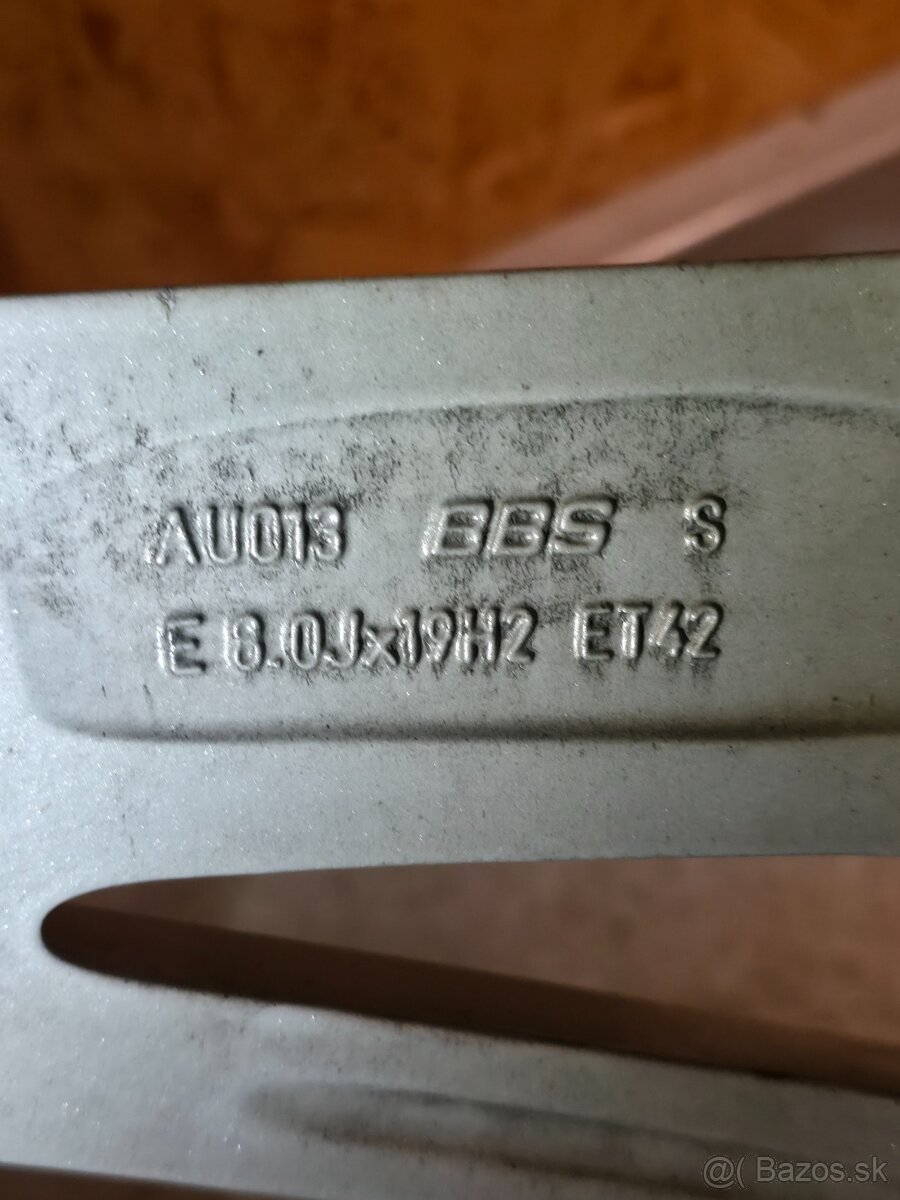 AU013 BBS S
E 8.0Jx19H2 ET42
@( Bazos.sk